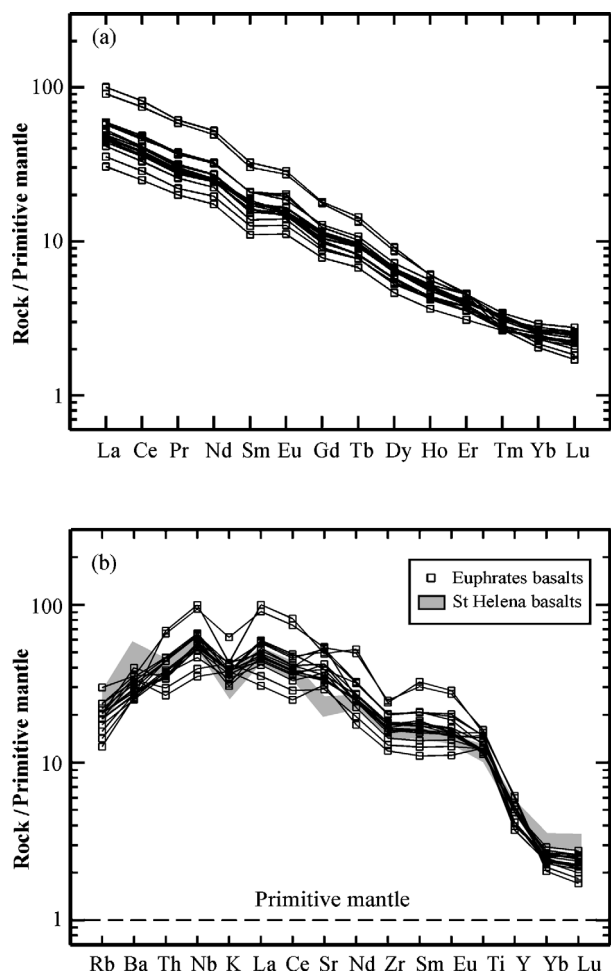 (a)
100
10
1
Rock / Primitive mantle
La Ce Pr Nd Sm Eu Gd Tb Dy Ho Er Tm Yb Lu
(b)
Euphrates basalts
St Helena basalts
100
10
1
Rock / Primitive mantle
Primitive mantle
Rb Ba Th Nb K La Ce Sr Nd Zr Sm Eu Ti Y Yb Lu